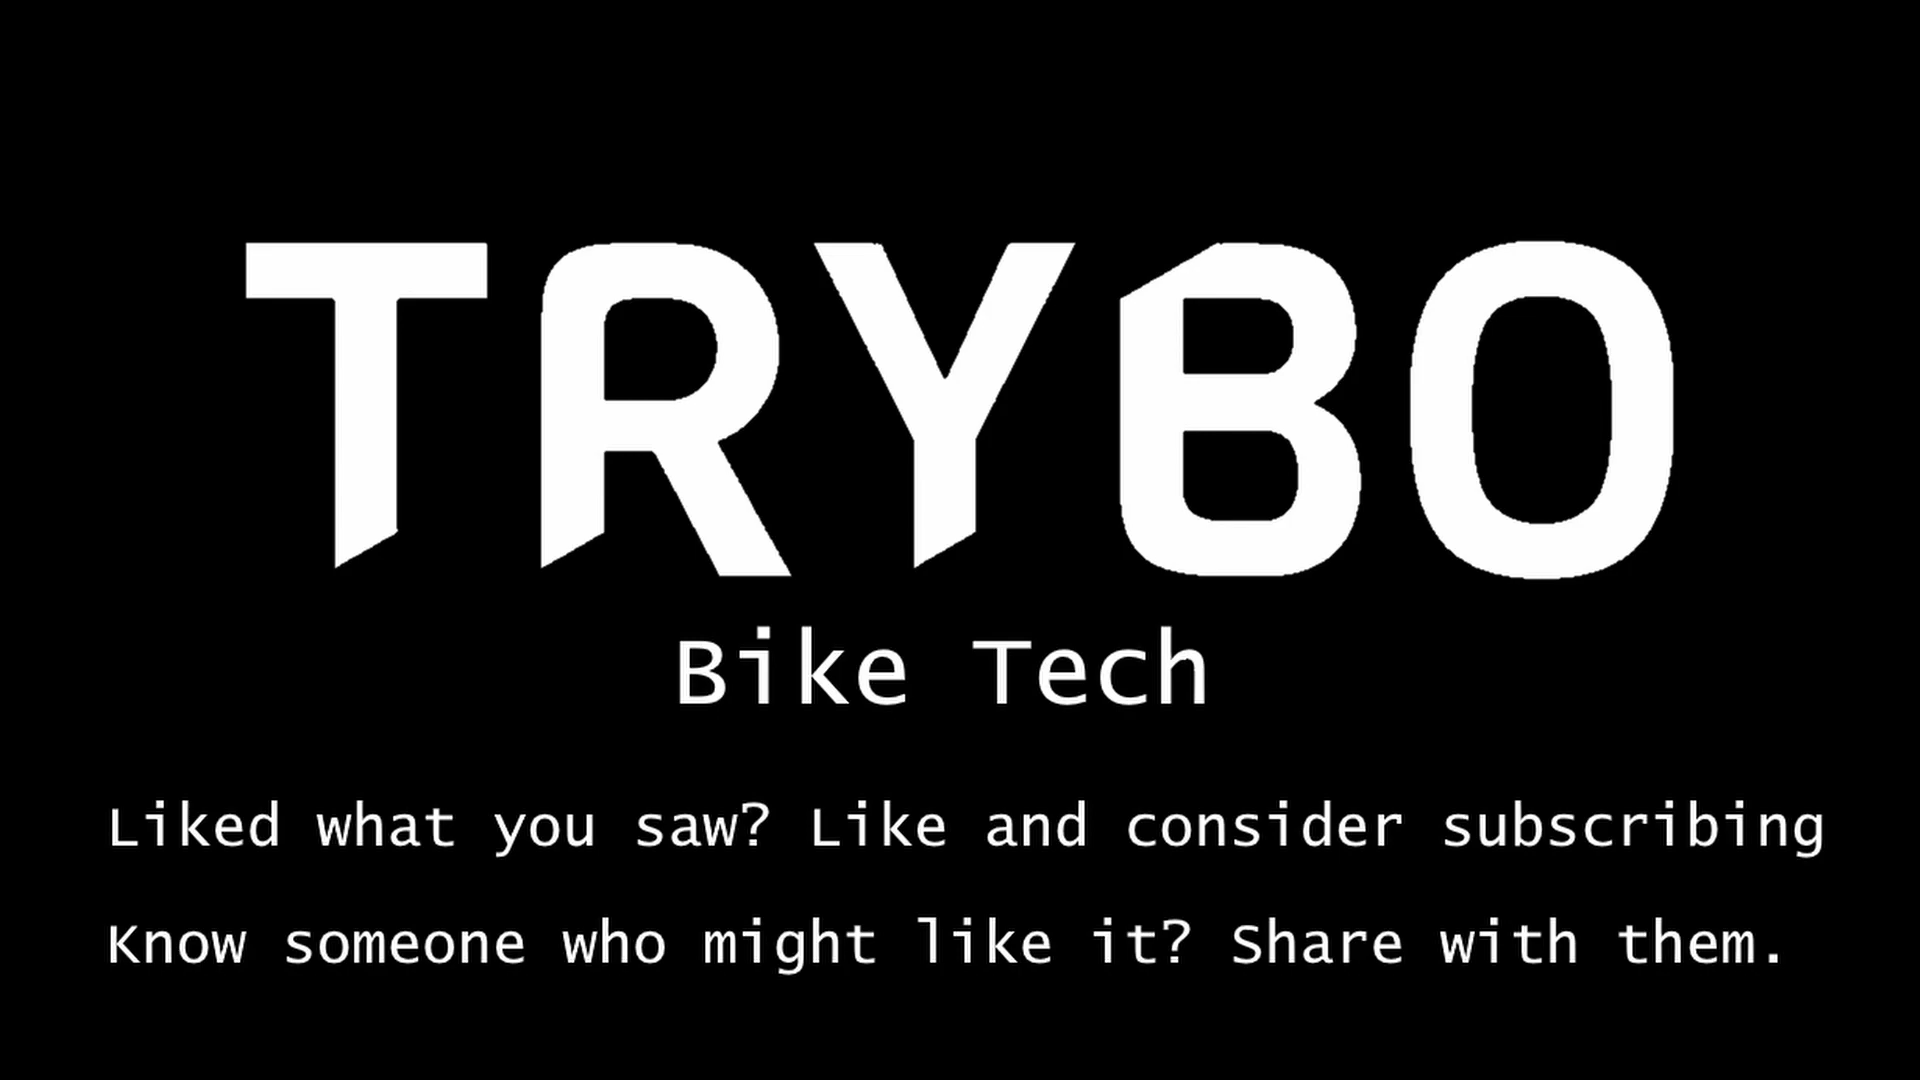 TRYBO
Bike Tech
Liked what you saw? Like and consider subscribing
Know someone who might like it? Share with them.